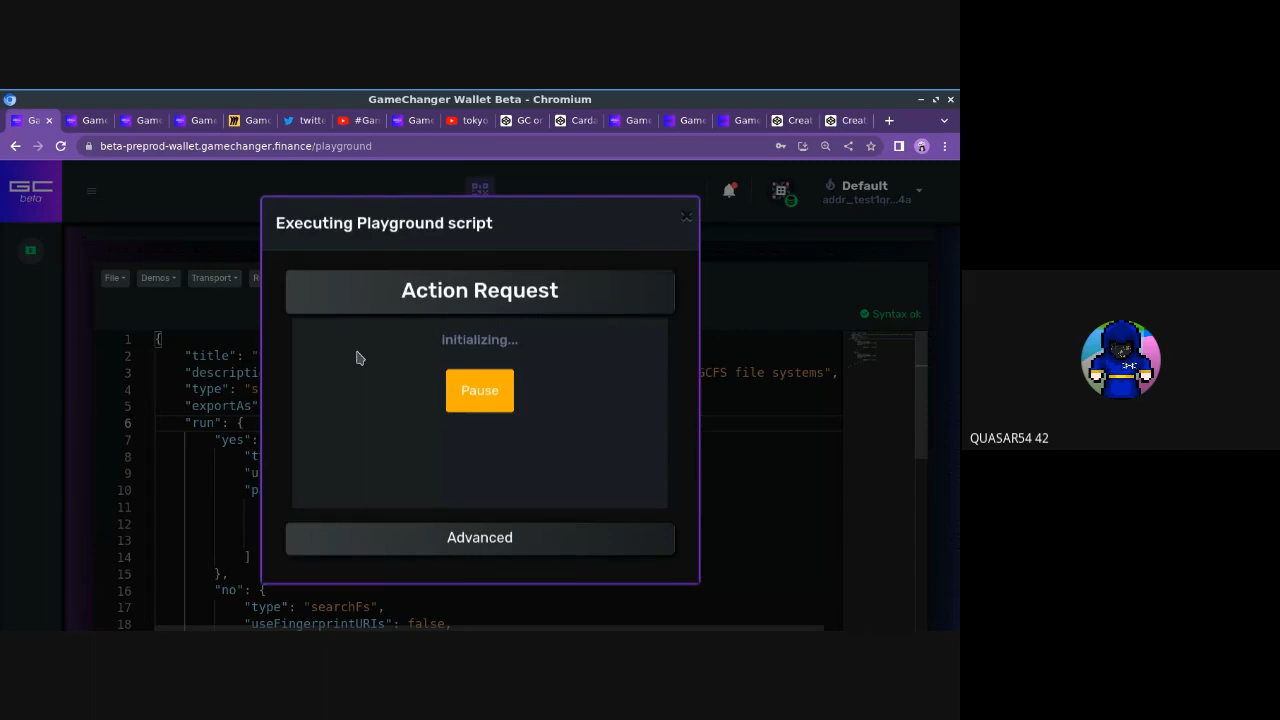 GameChanger Wallet Beta - Chromium
Ga
Game
Game
Game
Game
twitte
#Gan
Game
tokyo
GC or
Carda
Game
Game
Game
Creat
Creat
beta-preprod-wallet.gamechanger.finance/playground
GC
beta
Default
addr_test1qr...4a
Executing Playground script
File
Demos
Transport
R
Action Request
Syntax ok
Initializing...
Pause
1 {
2 "title": "
3 "descripti GCFS file systems",
4 "type": "s
5 "exportAs"
6 "run": {
7 "yes":
8 "t
9 "u
10 "p
11
12
13
14 ]
15 },
16 "no": {
17 "type": "searchFs",
18 "useFingerprintURIs": false,
Advanced
QUASAR54 42